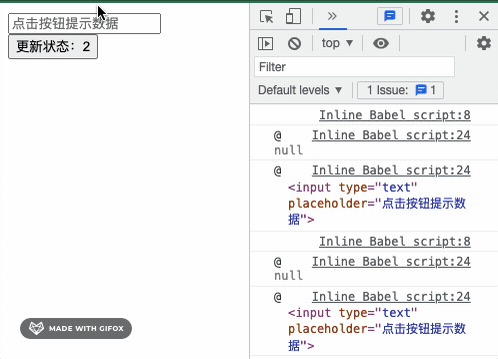 点击按钮提示数据
更新状态：2
MADE WITH GIFOX
top ▼
Filter
Default levels ▼
1 Issue: 1
Inline Babel script:8
@ Inline Babel script:24
null
@ Inline Babel script:24
<input type="text"
placeholder="点击按钮提示数
据">
Inline Babel script:8
@ Inline Babel script:24
null
@ Inline Babel script:24
<input type="text"
placeholder="点击按钮提示数
据">